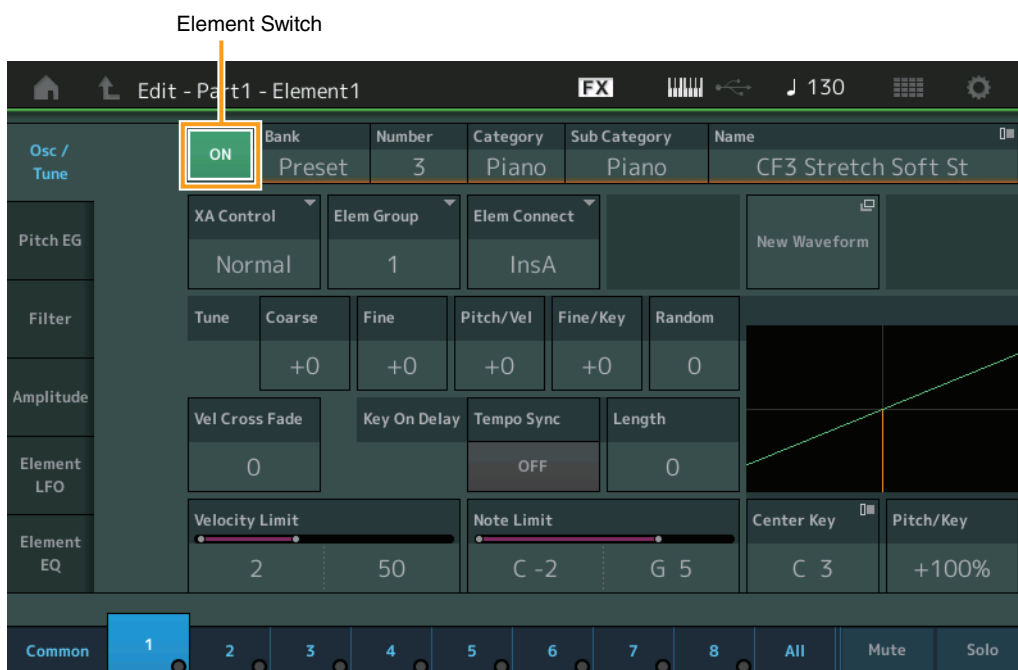 Element Switch
Edit - Part1 - Element1
FX
130
Osc / Tune
ON
Bank
Preset
Number
3
Category
Piano
Sub Category
Piano
Name
CF3 Stretch Soft St
Pitch EG
Filter
Amplitude
Element LFO
Element EQ
XA Control
Normal
Elem Group
1
Elem Connect
InsA
New Waveform
Tune
Coarse
+0
Fine
+0
Pitch/Vel
+0
Fine/Key
+0
Random
0
Vel Cross Fade
0
Key On Delay
Tempo Sync
OFF
Length
0
Velocity Limit
2
50
Note Limit
C -2
G 5
Center Key
C 3
Pitch/Key
+100%
Common
1
2
3
4
5
6
7
8
All
Mute
Solo